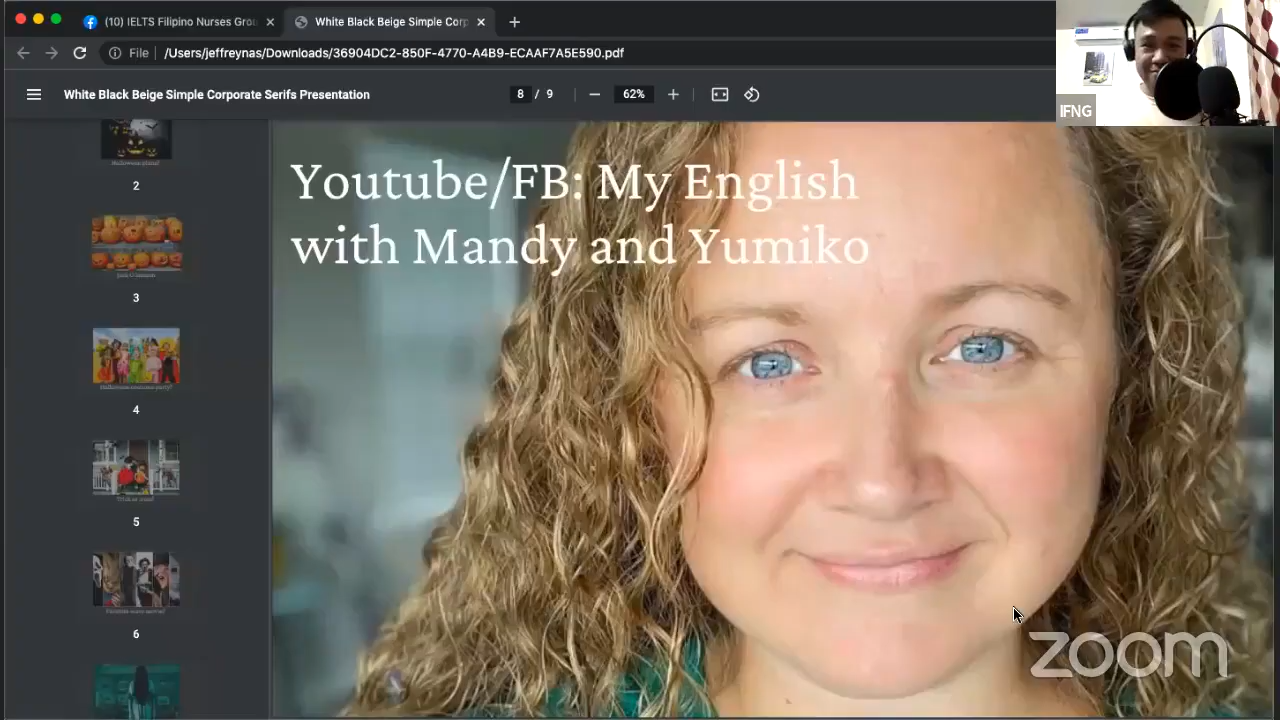 (10) IELTS Filipino Nurses Grou
White Black Beige Simple Corp
File
/Users/jeffreynas/Downloads/36904DC2-850F-4770-A4B9-ECAAF7A5E590.pdf
White Black Beige Simple Corporate Serifs Presentation
8 / 9
62%
IFNG
2
3
4
5
6
Youtube/FB: My English
with Mandy and Yumiko
zoom